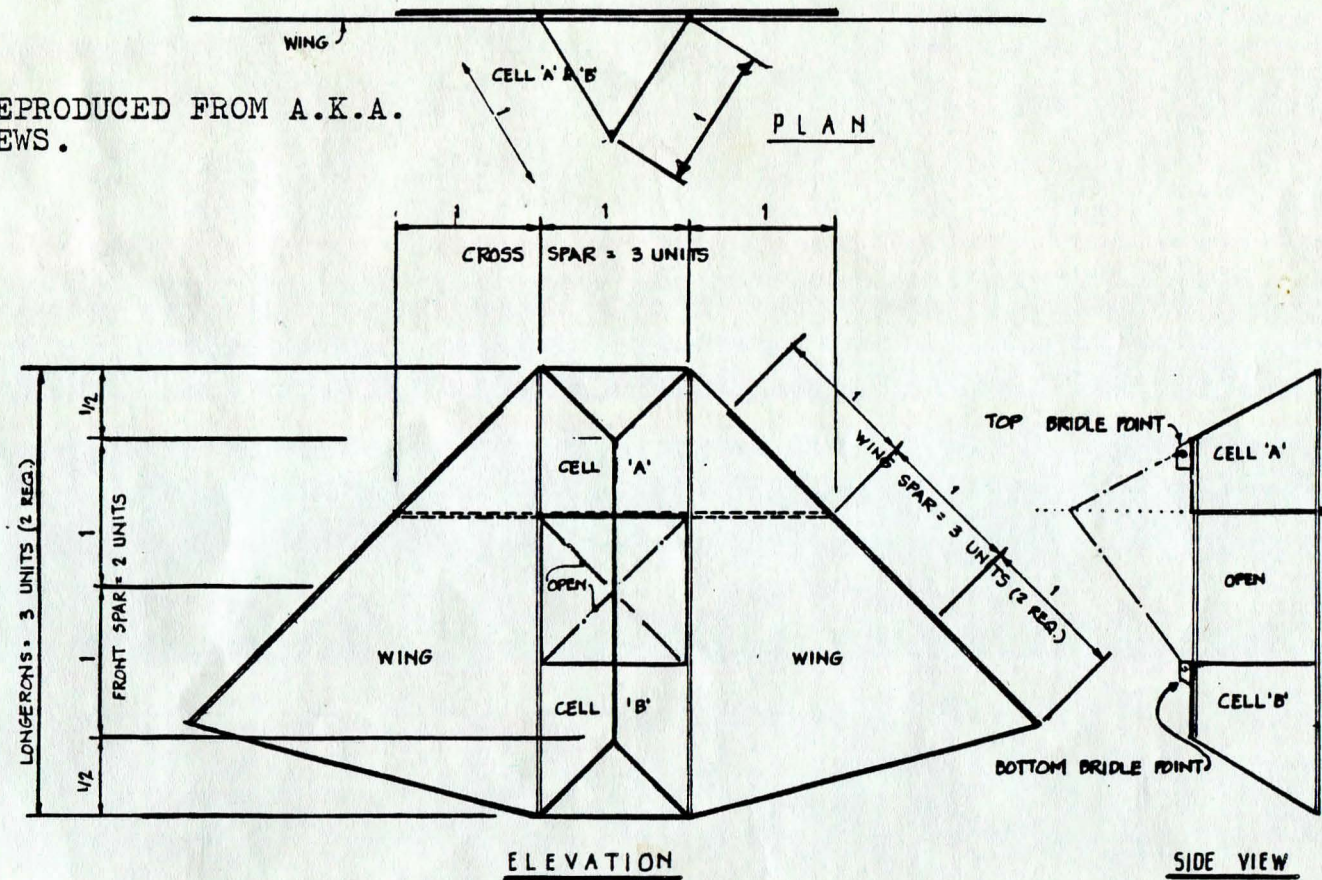 WING
CELL 'A' & 'B'
1
1
EPRODUCED FROM A.K.A.
EWS.
PLAN
1 1 1
CROSS SPAR = 3 UNITS
LONGERONS = 3 UNITS (2 REQ.)
1/2
1
1
1/2
FRONT SPAR = 2 UNITS
CELL 'A'
OPEN
WING
CELL 'B'
WING
1
1
1
WING SPAR = 3 UNITS (2 REQ.)
TOP BRIDLE POINT
CELL 'A'
OPEN
CELL 'B'
BOTTOM BRIDLE POINT
ELEVATION
SIDE VIEW